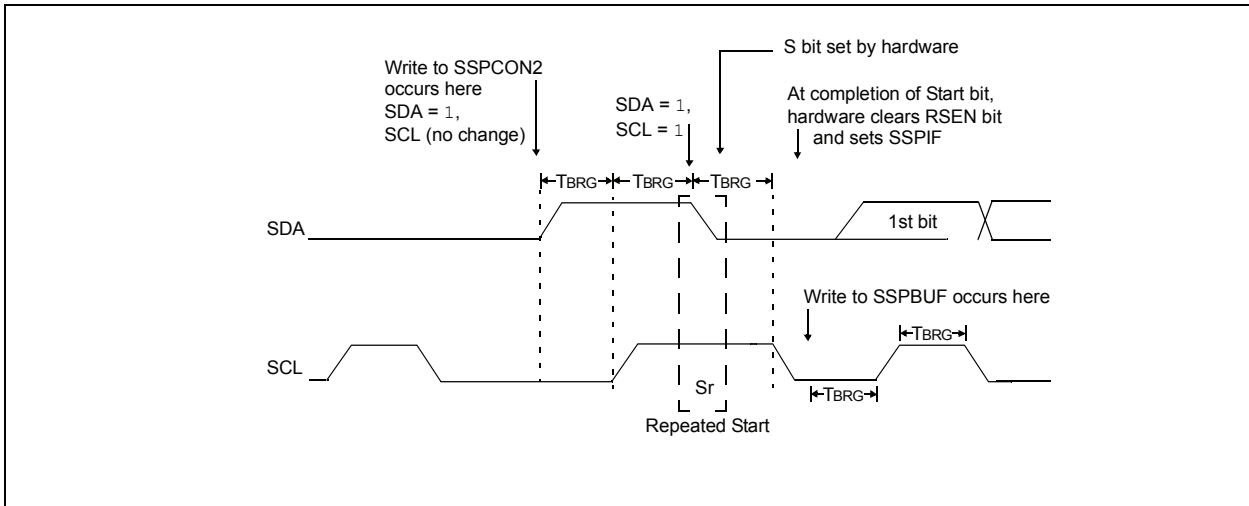 S bit set by hardware
Write to SSPCON2
occurs here
SDA = 1,
SCL (no change)
SDA = 1,
SCL = 1
At completion of Start bit,
hardware clears RSEN bit
and sets SSPIF
TBRG TBRG TBRG
SDA
1st bit
Write to SSPBUF occurs here
TBRG
SCL
Sr
TBRG
Repeated Start